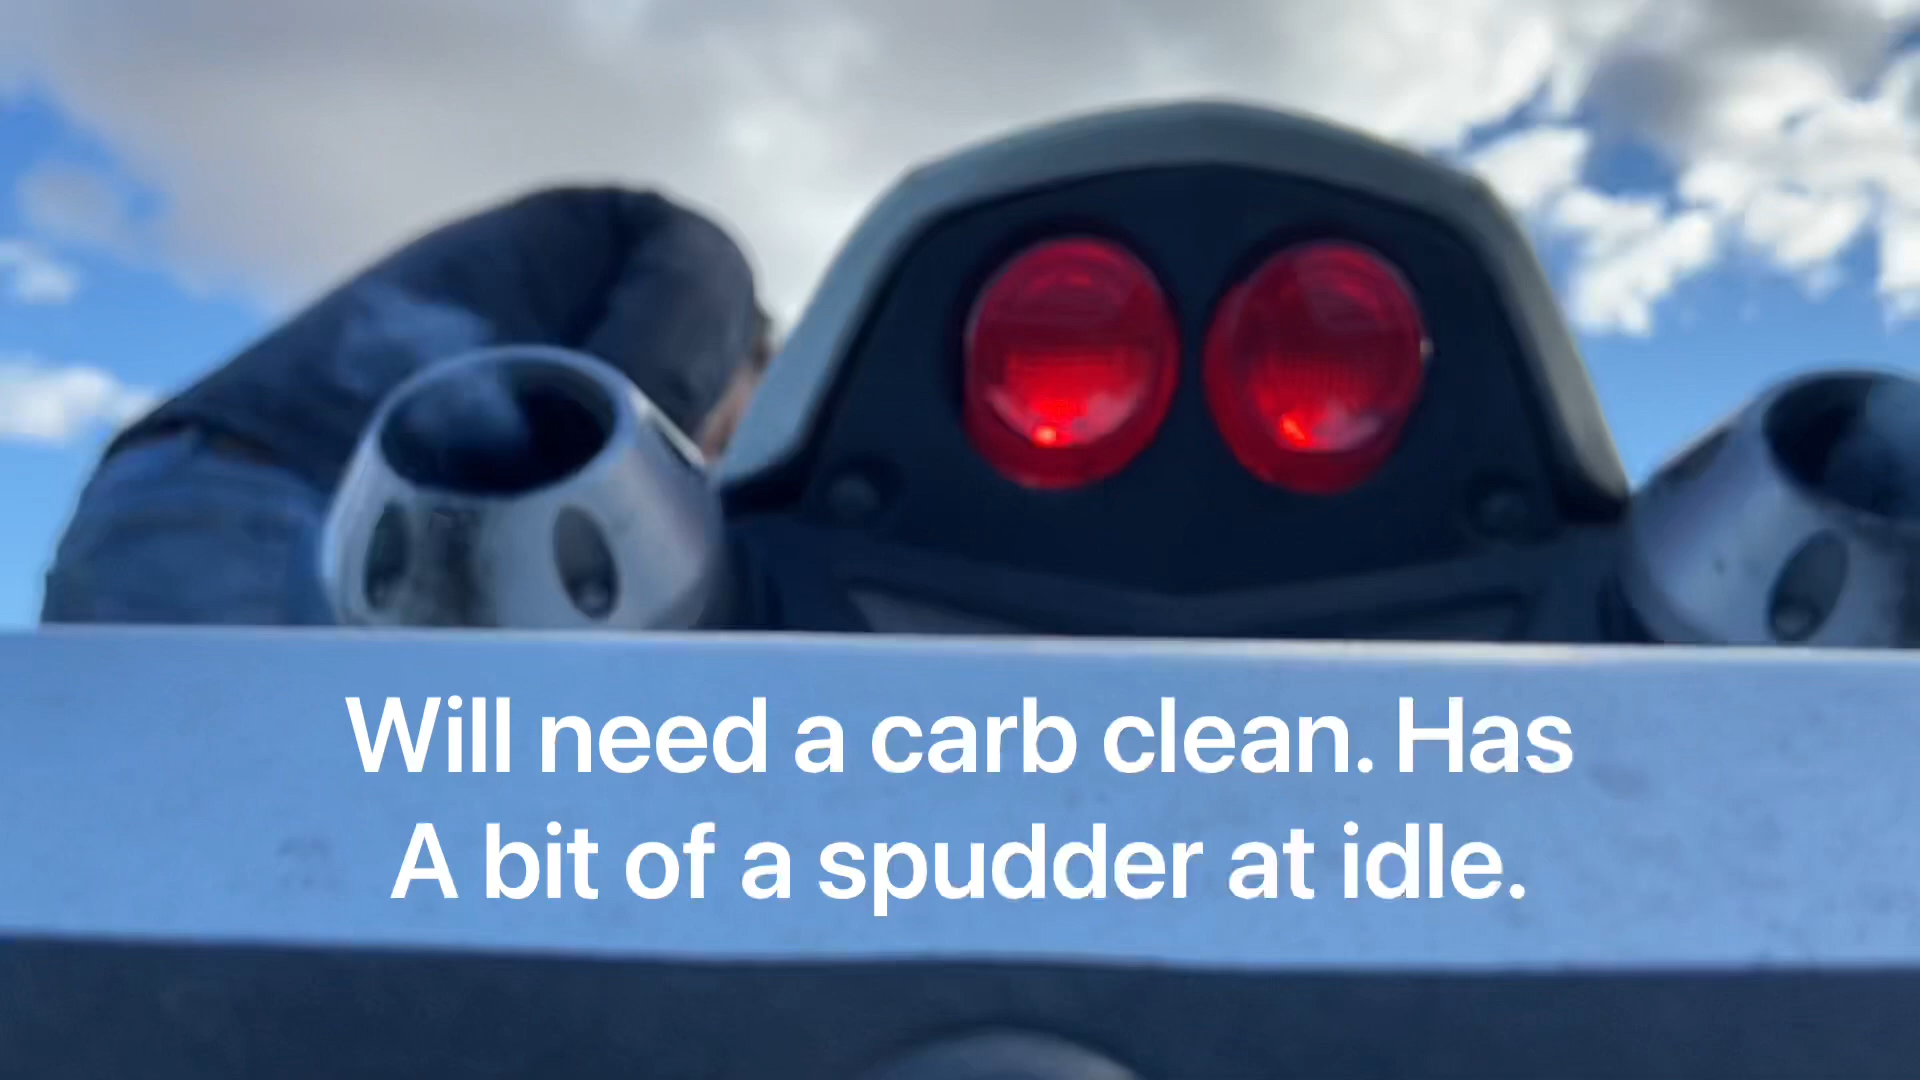 Will need a carb clean. Has
A bit of a spudder at idle.